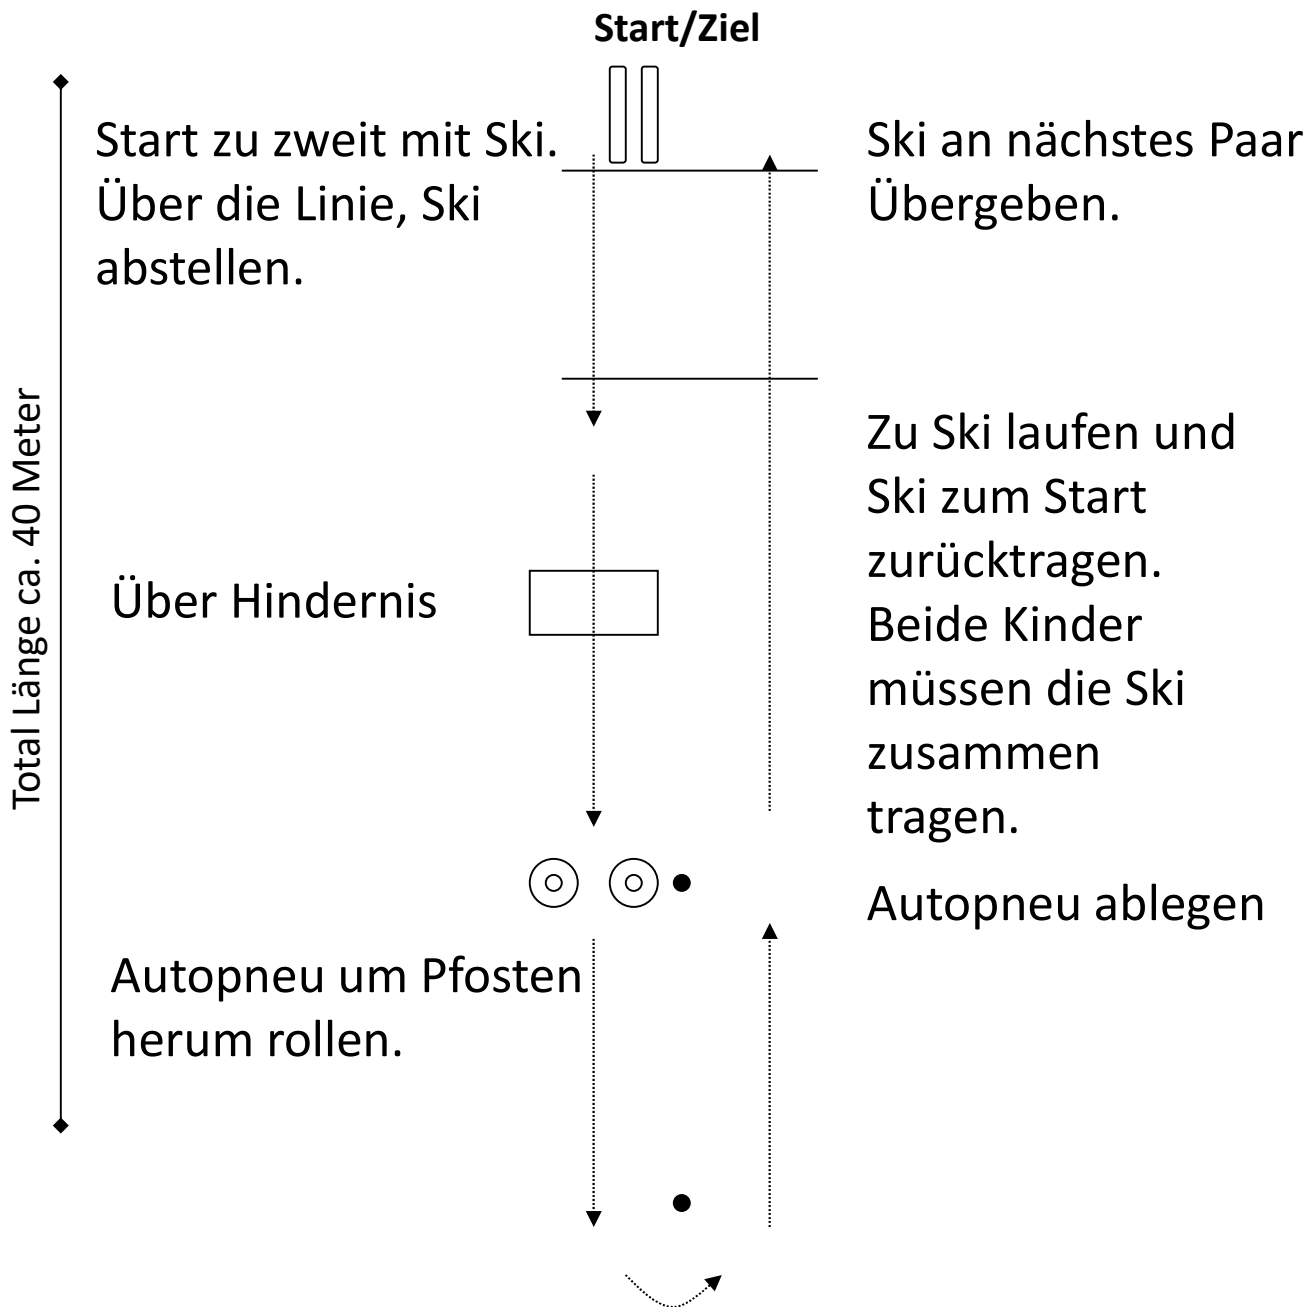 Start/Ziel
Start zu zweit mit Ski.
Über die Linie, Ski
abstellen.
Ski an nächstes Paar
Übergeben.
Total Länge ca. 40 Meter
Über Hindernis
Zu Ski laufen und
Ski zum Start
zurücktragen.
Beide Kinder
müssen die Ski
zusammen
tragen.
Autopneu ablegen
Autopneu um Pfosten
herum rollen.